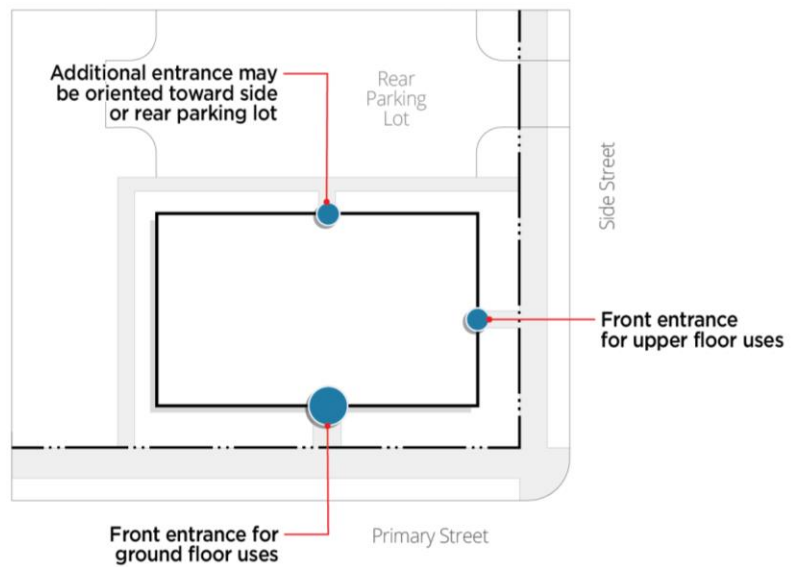 Additional entrance may
be oriented toward side
or rear parking lot
Rear
Parking
Lot
Side Street
Front entrance
for upper floor uses
Front entrance for
ground floor uses
Primary Street